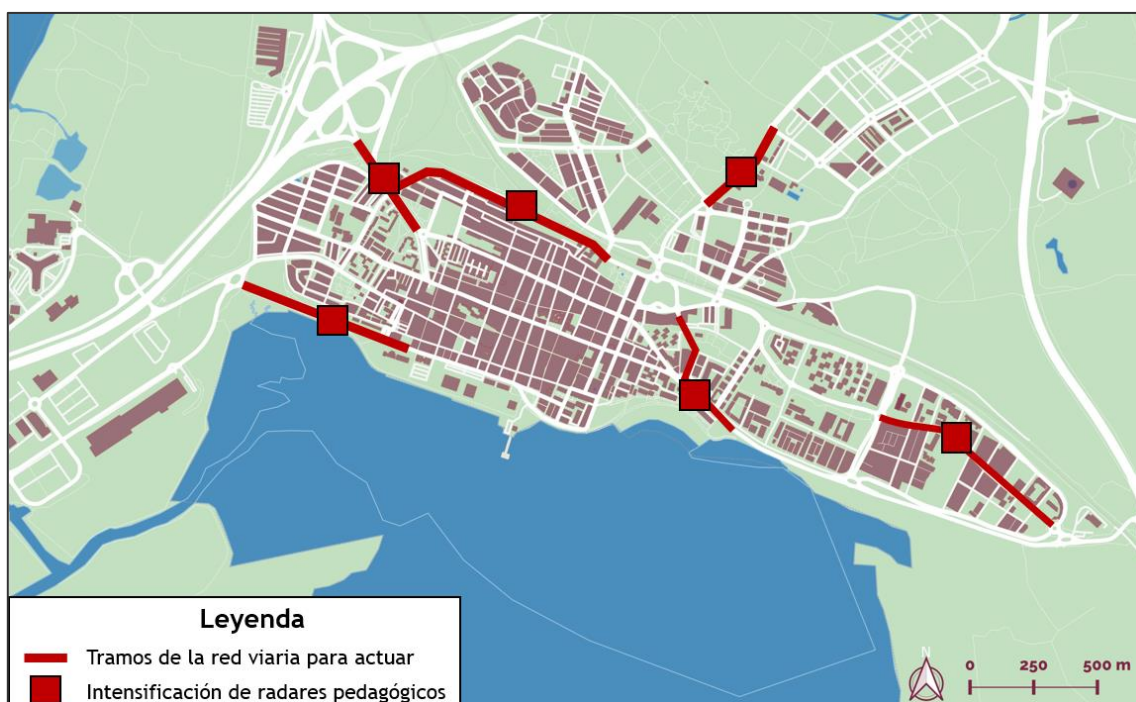 Leyenda
Tramos de la red viaria para actuar
Intensificación de radares pedagógicos
N
0 250 500 m